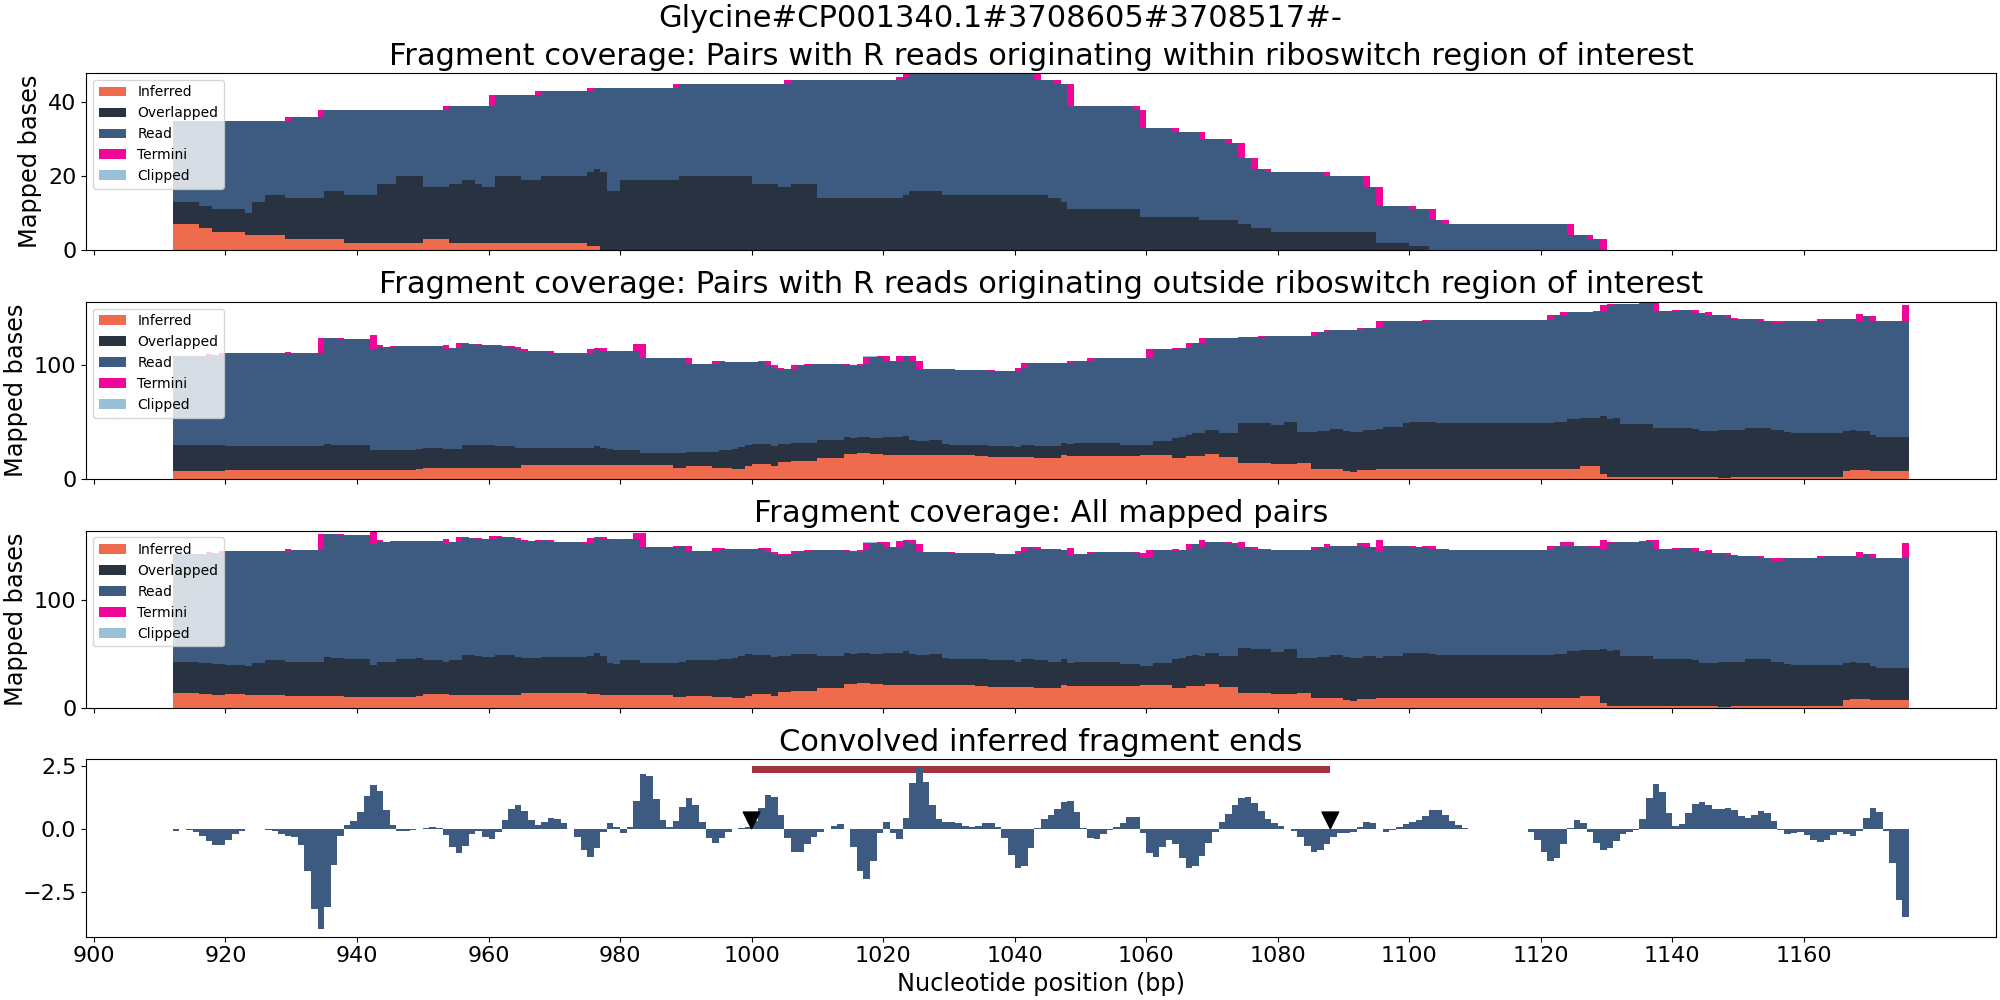 Glycine#CP001340.1#3708605#3708517#-
Fragment coverage: Pairs with R reads originating within riboswitch region of interest
Mapped bases
40
20
0
Inferred
Overlapped
Read
Termini
Clipped
Fragment coverage: Pairs with R reads originating outside riboswitch region of interest
Mapped bases
100
0
Inferred
Overlapped
Read
Termini
Clipped
Fragment coverage: All mapped pairs
Mapped bases
100
0
Inferred
Overlapped
Read
Termini
Clipped
Convolved inferred fragment ends
2.5
0.0
−2.5
900 920 940 960 980 1000 1020 1040 1060 1080 1100 1120 1140 1160
Nucleotide position (bp)